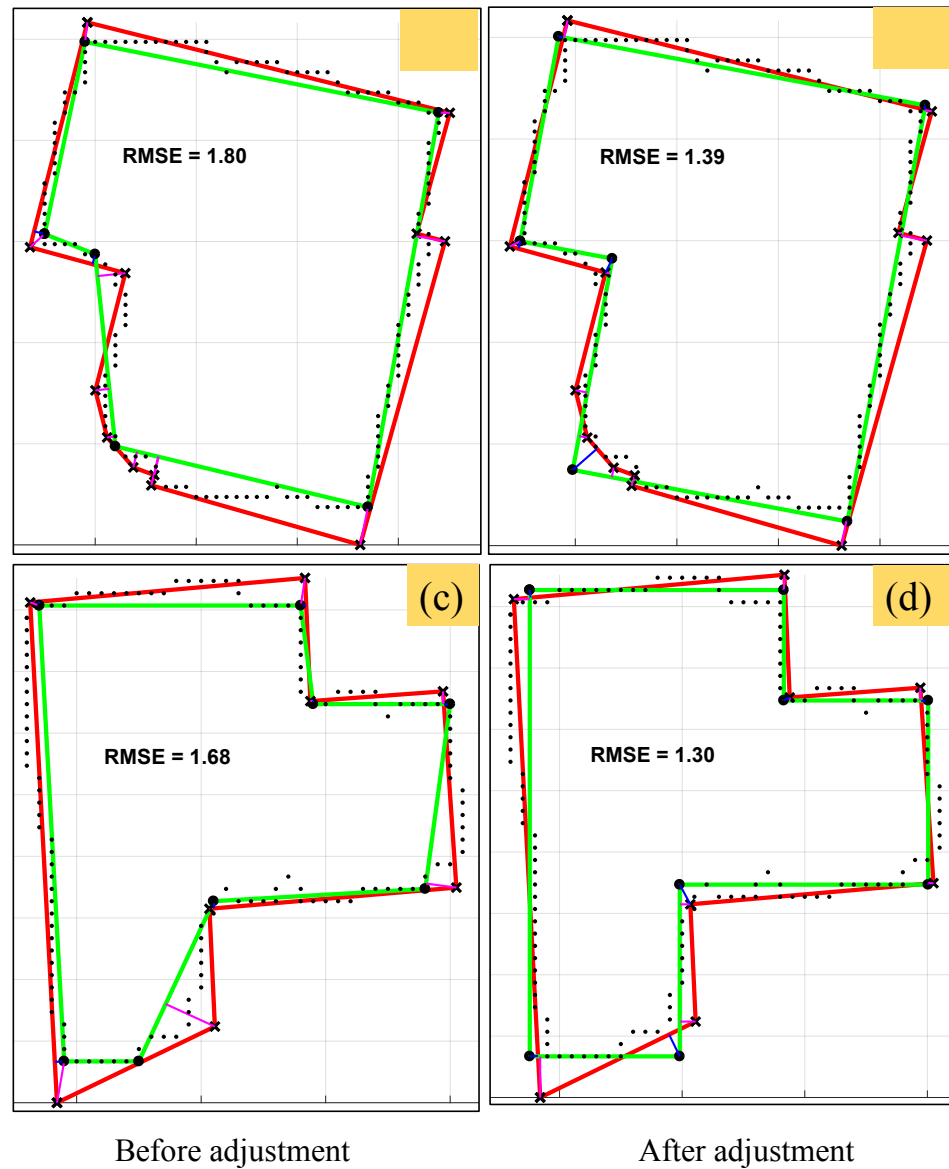 RMSE = 1.80
RMSE = 1.39
(c)
(d)
RMSE = 1.68
RMSE = 1.30
Before adjustment
After adjustment